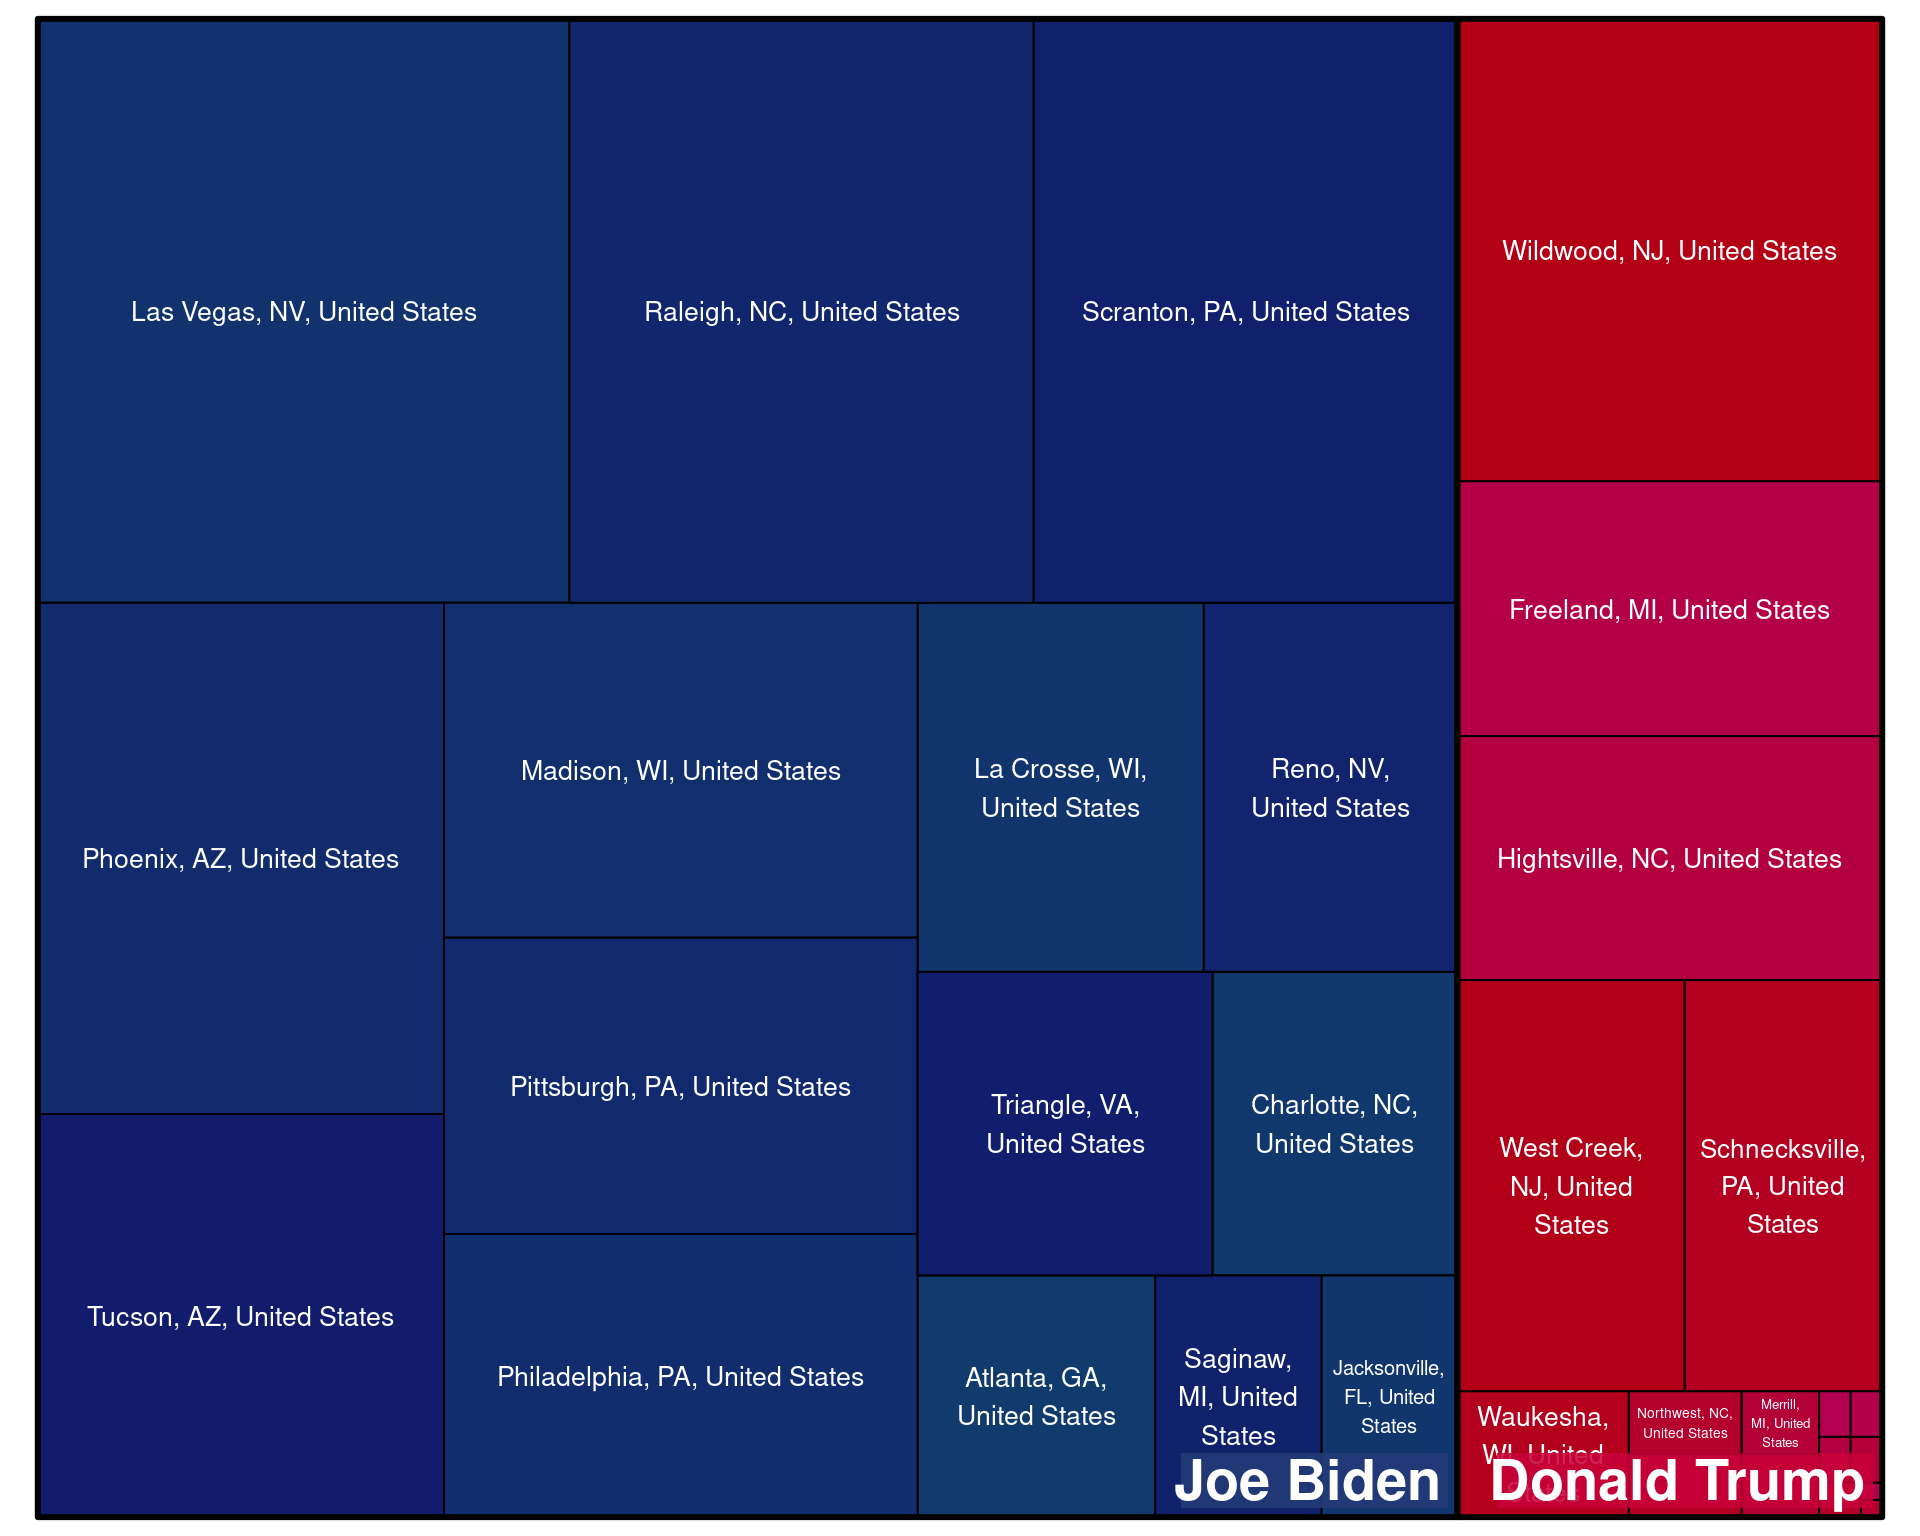 Las Vegas, NV, United States
Raleigh, NC, United States
Scranton, PA, United States
Wildwood, NJ, United States
Freeland, MI, United States
Phoenix, AZ, United States
Madison, WI, United States
La Crosse, WI,
United States
Reno, NV,
United States
Hightsville, NC, United States
Pittsburgh, PA, United States
Triangle, VA,
United States
Charlotte, NC,
United States
West Creek,
NJ, United
States
Schnecksville,
PA, United
States
Tucson, AZ, United States
Philadelphia, PA, United States
Atlanta, GA,
United States
Saginaw,
MI, United
States
Jacksonville,
FL, United
States
Waukesha,
WI, United
States
Northwest, NC,
United States
Merrill,
MI, United
States
Joe Biden
Donald Trump